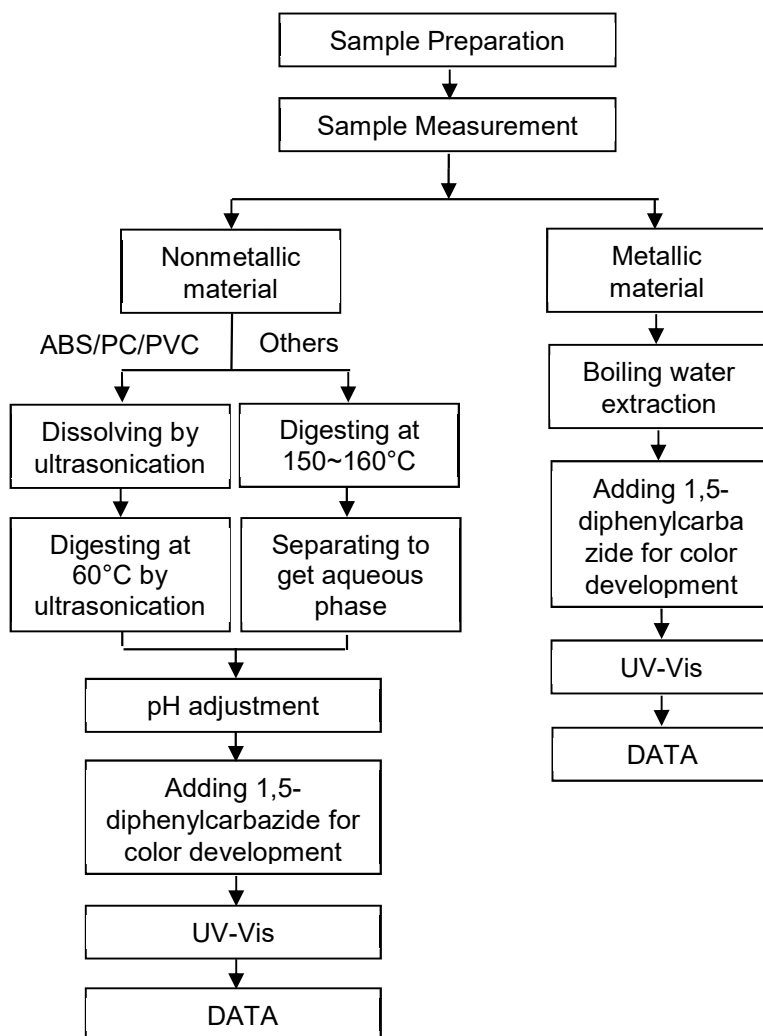 Sample Preparation
Sample Measurement
Nonmetallic
material
Metallic
material
ABS/PC/PVC
Others
Boiling water
extraction
Dissolving by
ultrasonication
Digesting at
150~160°C
Adding 1,5-
diphenylcarba
zide for color
development
Digesting at
60°C by
ultrasonication
Separating to
get aqueous
phase
UV-Vis
pH adjustment
DATA
Adding 1,5-
diphenylcarbazide for
color development
UV-Vis
DATA